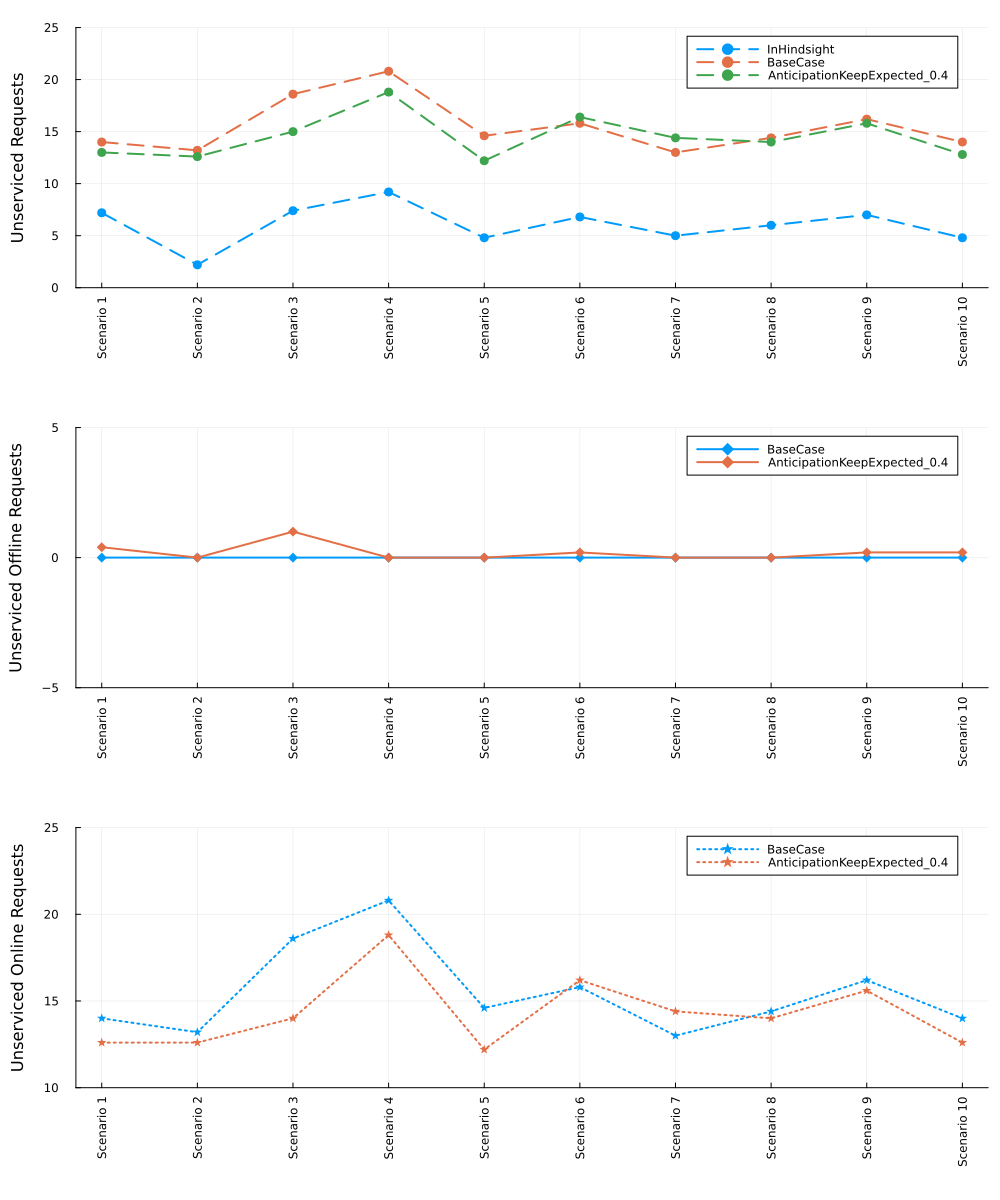 Unserviced Requests
25
20
15
10
5
0
InHindsight
BaseCase
AnticipationKeepExpected_0.4
Scenario 1
Scenario 2
Scenario 3
Scenario 4
Scenario 5
Scenario 6
Scenario 7
Scenario 8
Scenario 9
Scenario 10
Unserviced Offline Requests
5
0
−5
BaseCase
AnticipationKeepExpected_0.4
Scenario 1
Scenario 2
Scenario 3
Scenario 4
Scenario 5
Scenario 6
Scenario 7
Scenario 8
Scenario 9
Scenario 10
Unserviced Online Requests
25
20
15
10
BaseCase
AnticipationKeepExpected_0.4
Scenario 1
Scenario 2
Scenario 3
Scenario 4
Scenario 5
Scenario 6
Scenario 7
Scenario 8
Scenario 9
Scenario 10